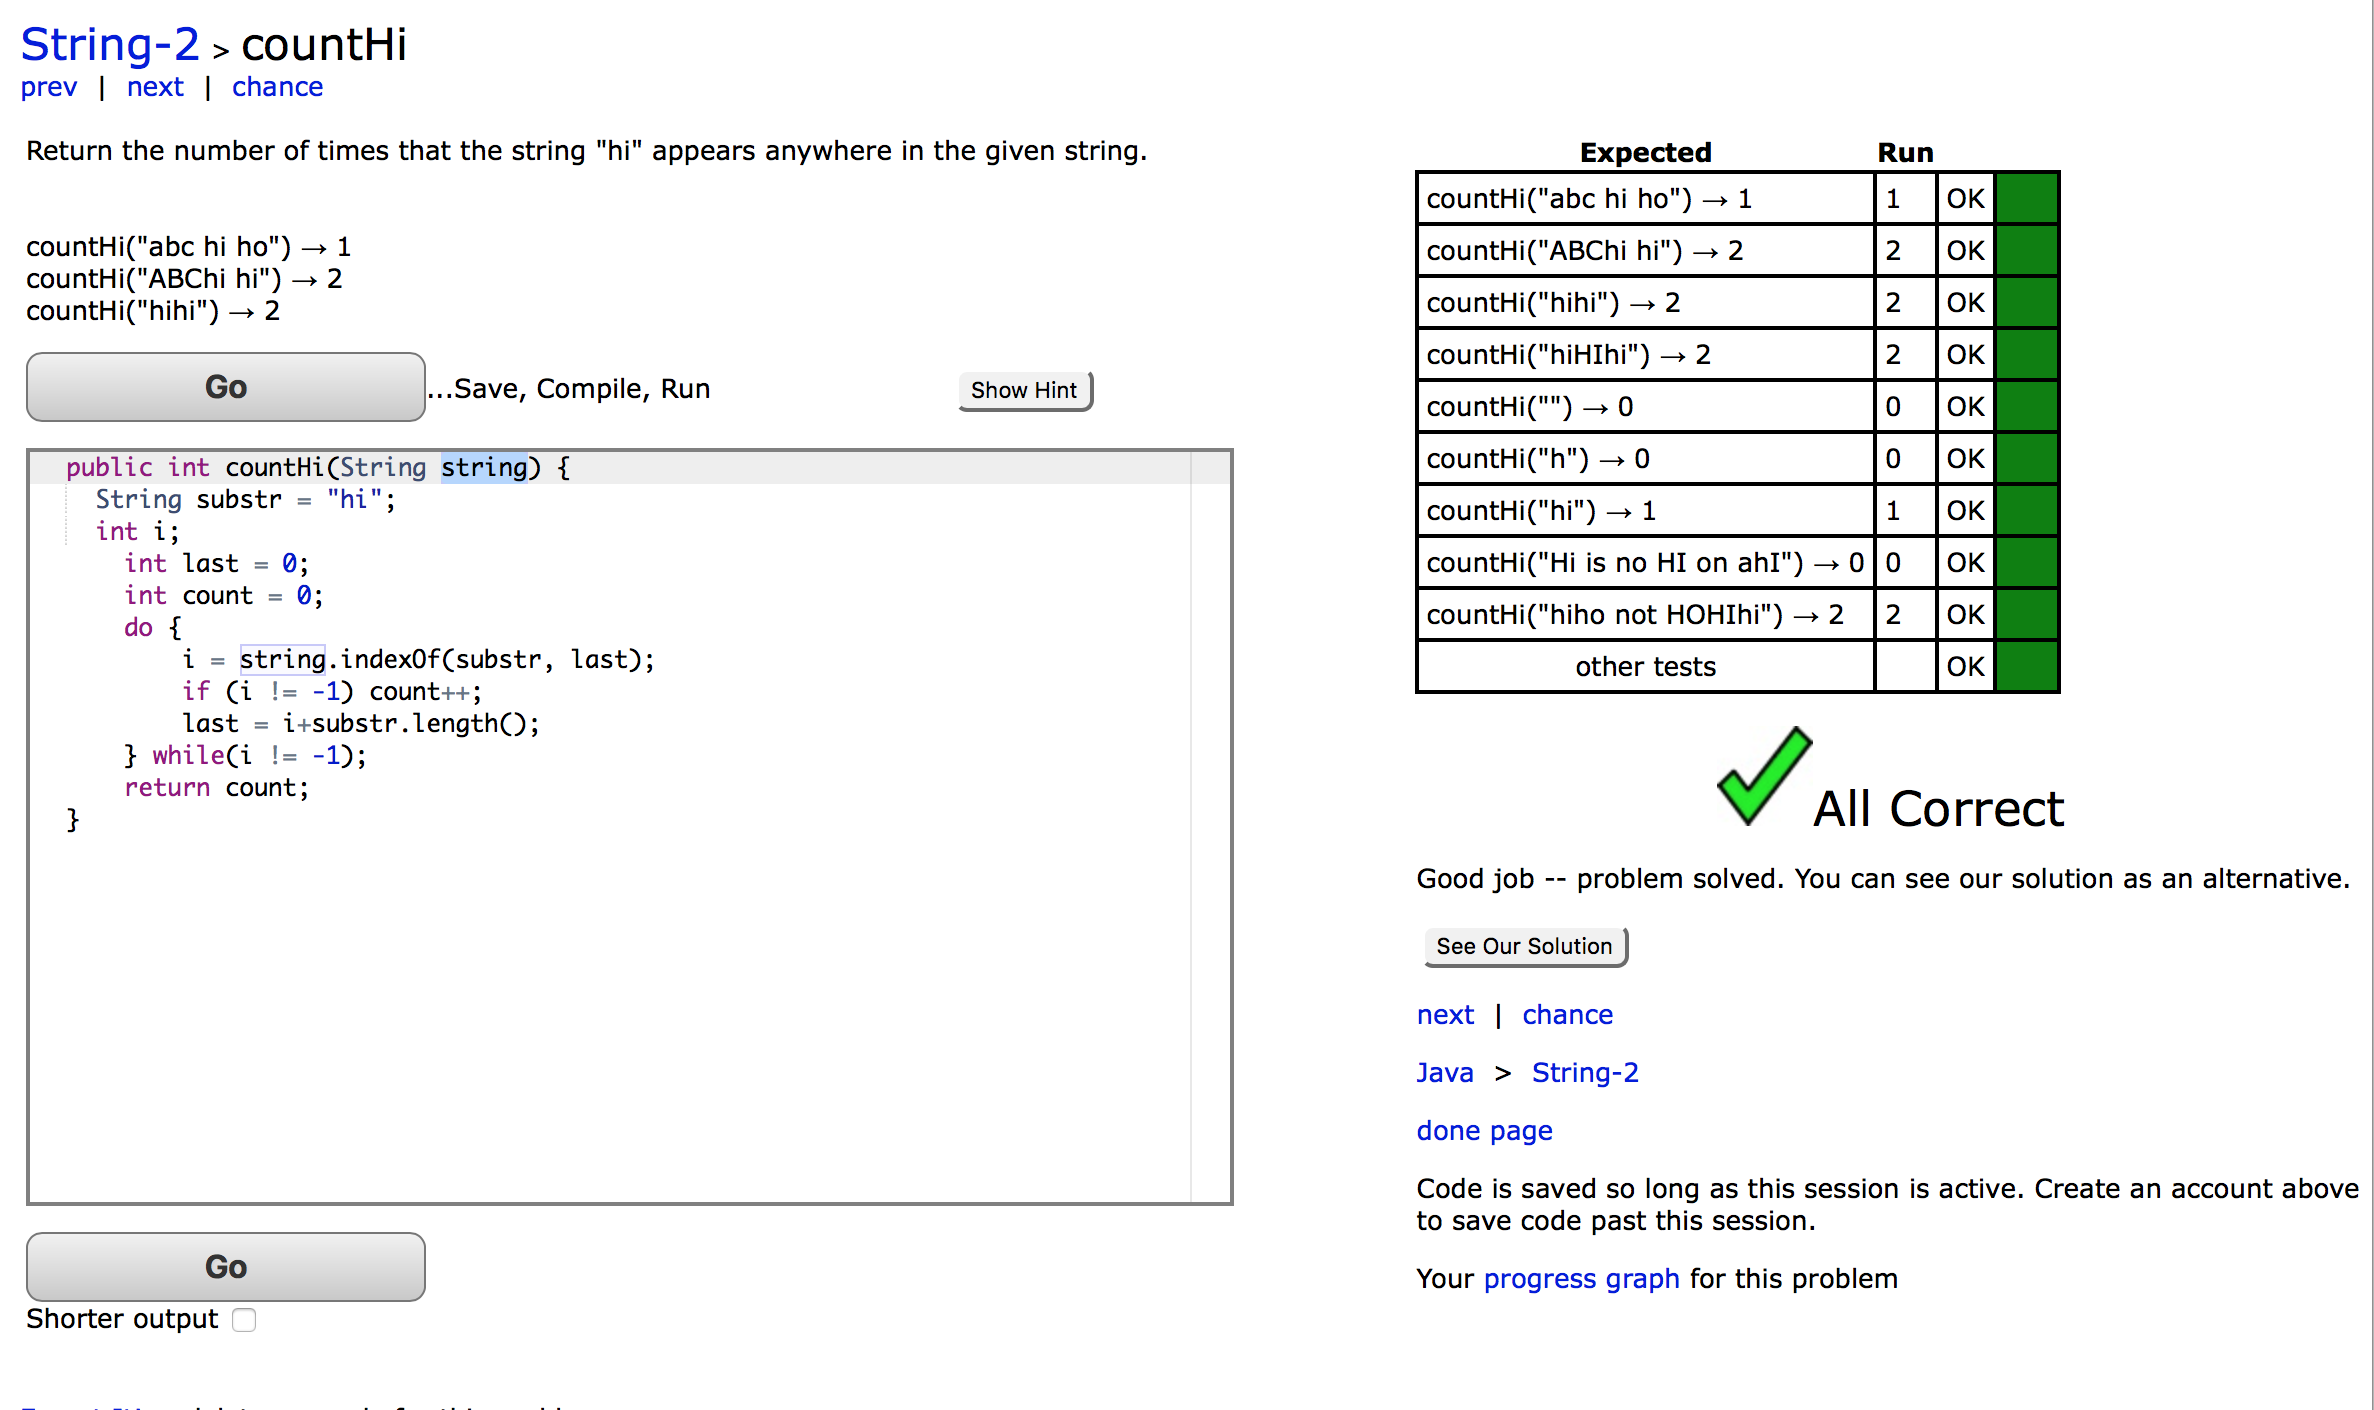 String-2 > countHi
prev | next | chance
Return the number of times that the string "hi" appears anywhere in the given string.
countHi("abc hi ho") → 1
countHi("ABChi hi") → 2
countHi("hihi") → 2
Go ...Save, Compile, Run Show Hint
public int countHi(String string) {
String substr = "hi";
int i;
int last = 0;
int count = 0;
do {
i = string.indexOf(substr, last);
if (i != -1) count++;
last = i+substr.length();
} while(i != -1);
return count;
}
Go
Shorter output
Expected Run
countHi("abc hi ho") → 1 1 OK
countHi("ABChi hi") → 2 2 OK
countHi("hihi") → 2 2 OK
countHi("hiHIhi") → 2 2 OK
countHi("") → 0 0 OK
countHi("h") → 0 0 OK
countHi("hi") → 1 1 OK
countHi("Hi is no HI on ahI") → 0 0 OK
countHi("hiho not HOHIhi") → 2 2 OK
other tests OK
All Correct
Good job -- problem solved. You can see our solution as an alternative.
See Our Solution
next | chance
Java > String-2
done page
Code is saved so long as this session is active. Create an account above
to save code past this session.
Your progress graph for this problem